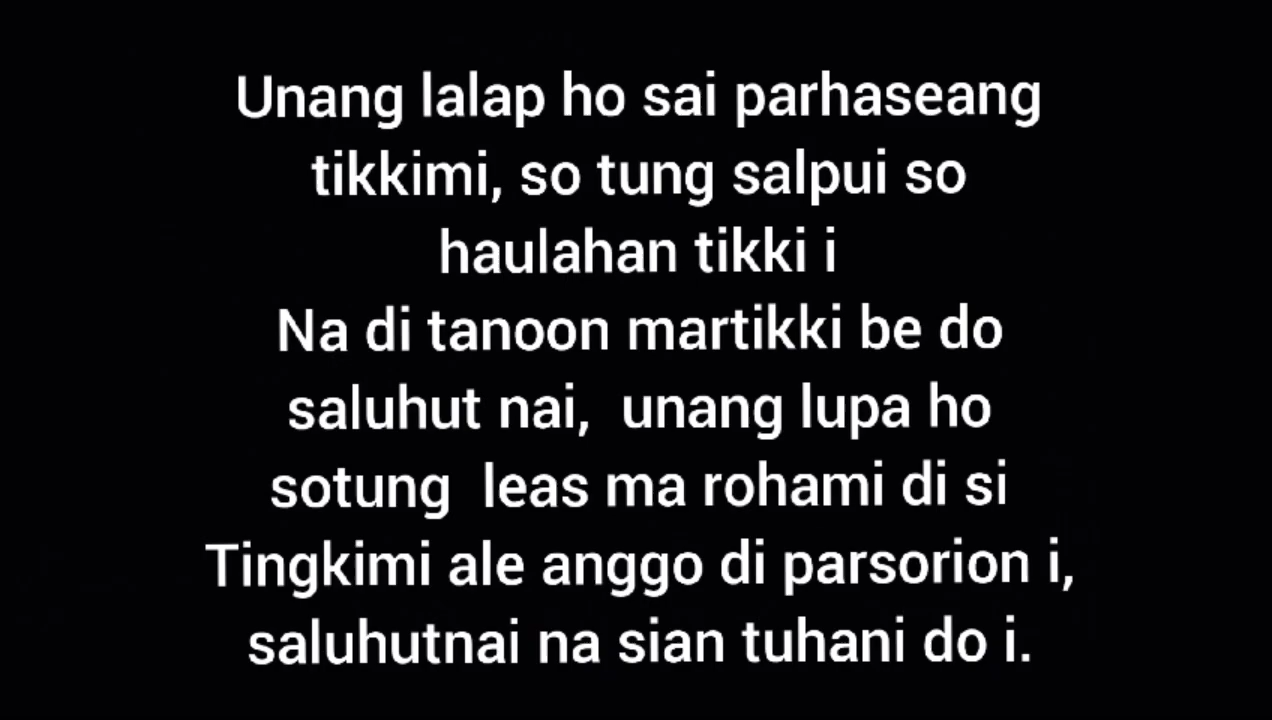 Unang lalap ho sai parhaseang
tikkimi, so tung salpui so
haulahan tikki i
Na di tanoon martikki be do
saluhut nai,  unang lupa ho
sotung  leas ma rohami di si
Tingkimi ale anggo di parsorion i,
saluhutnai na sian tuhani do i.